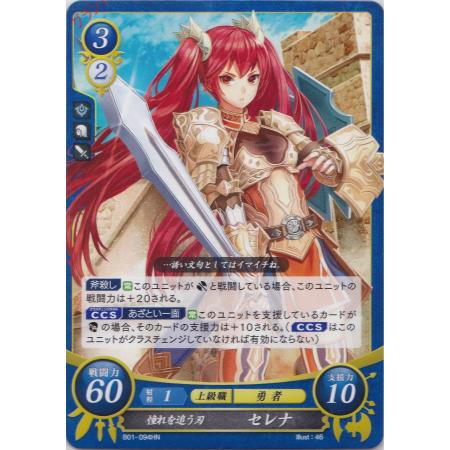 3
2
…誘い文句としてはイマイチね。
斧殺し 常このユニットが と戦闘している場合、このユニットの
戦闘力は+20される。
CCS あざとい一面 常このユニットを支援しているカードが
の場合、そのカードの支援力は+10される。(CCSはこの
ユニットがクラスチェンジしていなければ有効にならない)
戦闘力
60
射程 1
上級職
勇者
支援力
10
憧れを追う刃 セレナ
B01-094HN
Illust:46